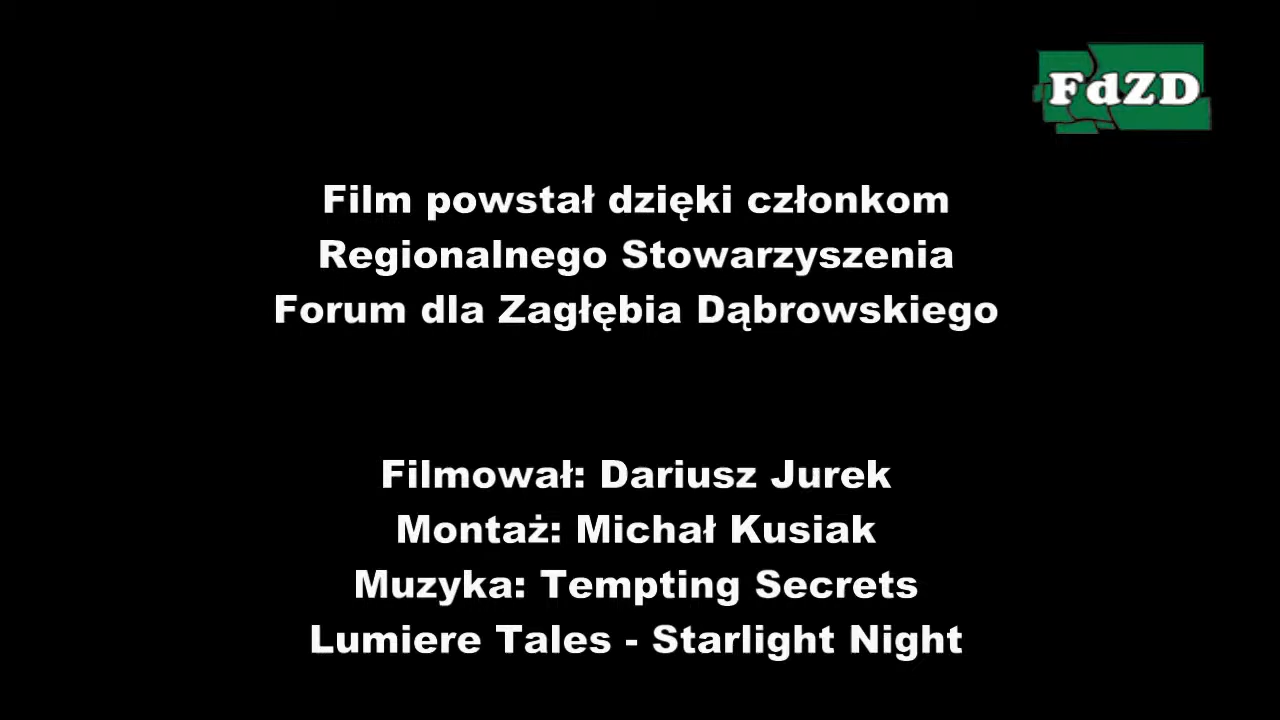 FdZD
Film powstał dzięki członkom
Regionalnego Stowarzyszenia
Forum dla Zagłębia Dąbrowskiego
Filmował: Dariusz Jurek
Montaż: Michał Kusiak
Muzyka: Tempting Secrets
Lumiere Tales - Starlight Night